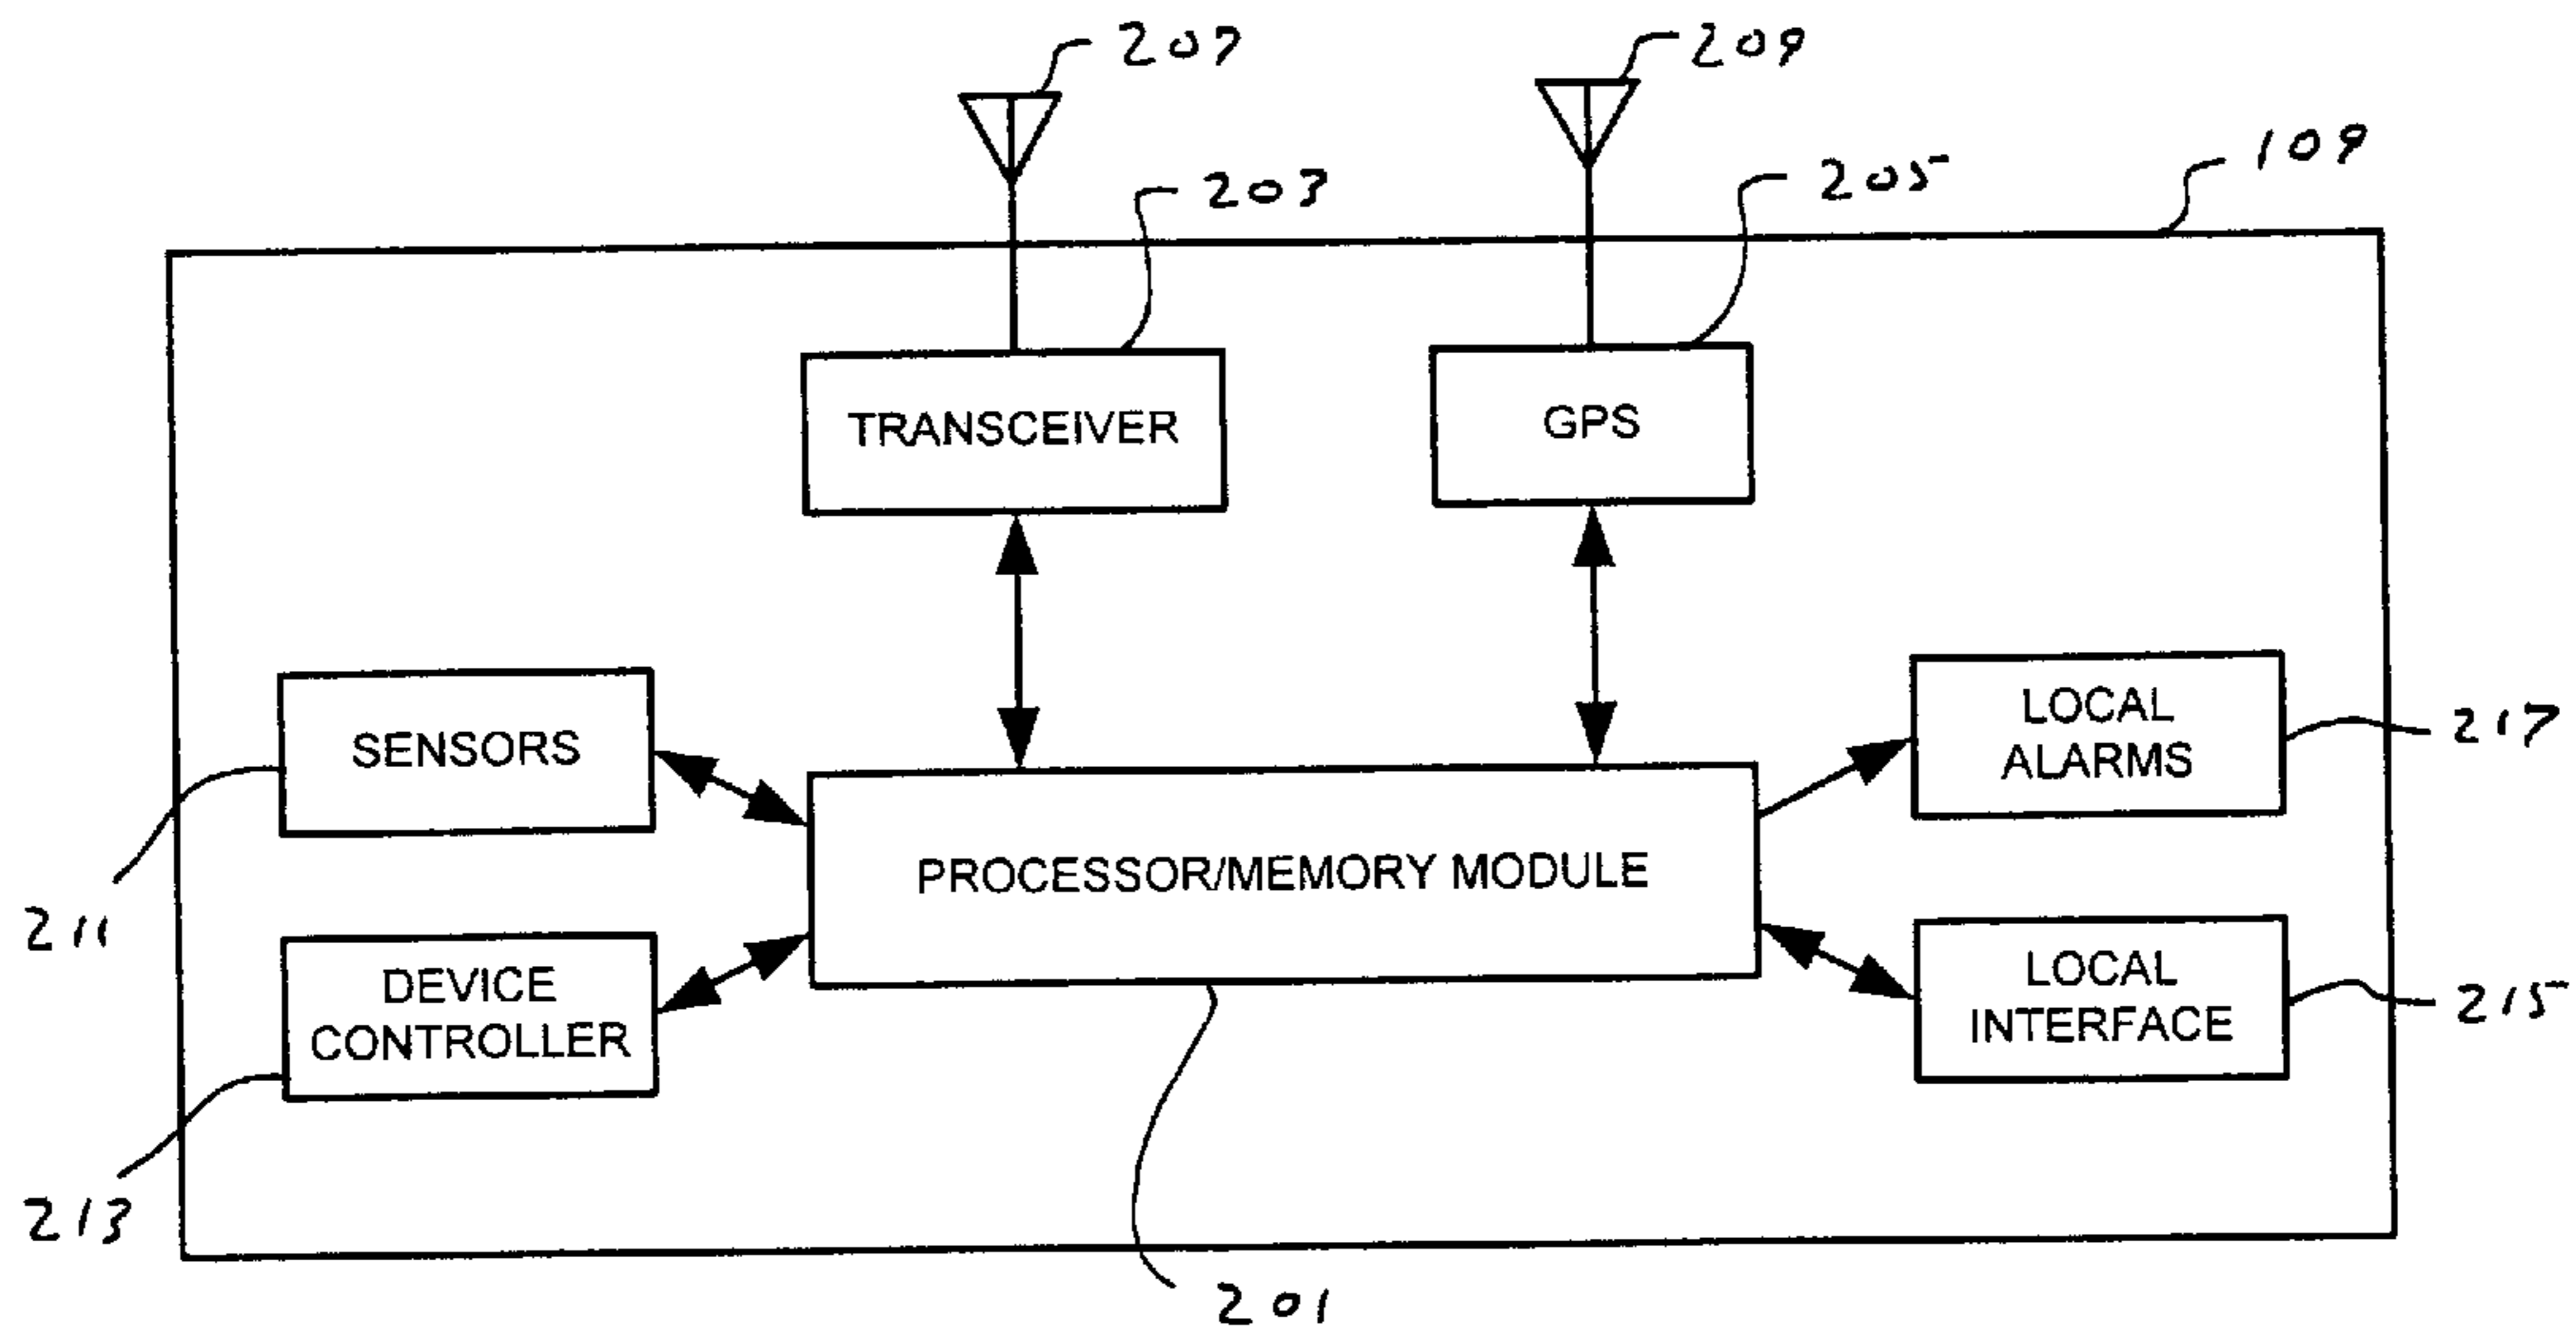 207
209
109
203
205
TRANSCEIVER
GPS
LOCAL
ALARMS
217
SENSORS
PROCESSOR/MEMORY MODULE
211
DEVICE
CONTROLLER
LOCAL
INTERFACE
215
213
201